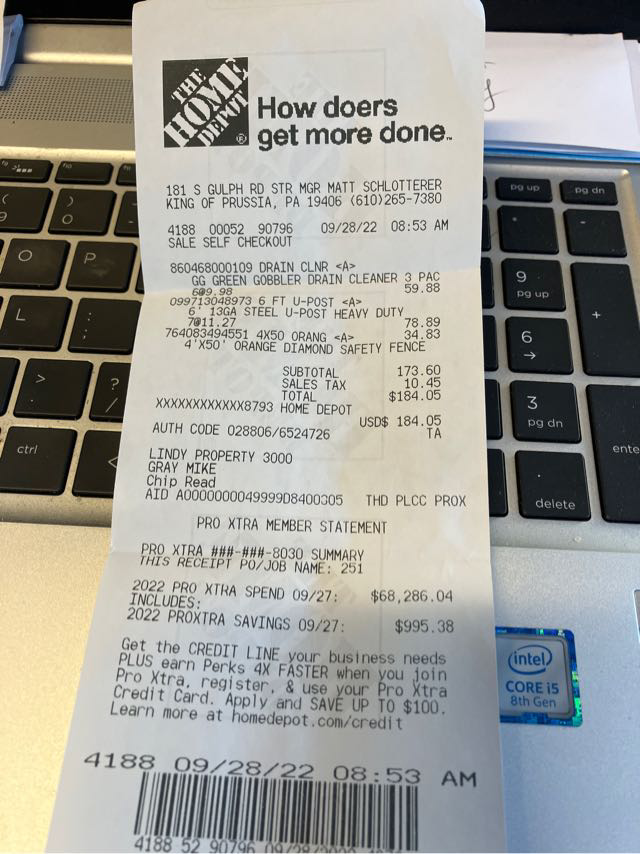 THE
HOME
DEPOT
How doers
get more done™
181 S GULPH RD STR MGR MATT SCHLOTTERER
KING OF PRUSSIA, PA 19406 (610)265-7380
4188 00052 90796 09/28/22 08:53 AM
SALE SELF CHECKOUT
860468000109 DRAIN CLNR <A>
GG GREEN GOBBLER DRAIN CLEANER 3 PAC
6@9.98 59.88
099713048973 6 FT U-POST <A>
6' 13GA STEEL U-POST HEAVY DUTY
7@11.27 78.89
764083494551 4X50 ORANG <A> 34.83
4'X50' ORANGE DIAMOND SAFETY FENCE
SUBTOTAL 173.60
SALES TAX 10.45
TOTAL $184.05
XXXXXXXXXXXX8793 HOME DEPOT
USD$ 184.05
AUTH CODE 028806/6524726 TA
LINDY PROPERTY 3000
GRAY MIKE
Chip Read
AID A0000000049999D8400305 THD PLCC PROX
PRO XTRA MEMBER STATEMENT
PRO XTRA ###-###-8030 SUMMARY
THIS RECEIPT PO/JOB NAME: 251
2022 PRO XTRA SPEND 09/27: $68,286.04
INCLUDES:
2022 PROXTRA SAVINGS 09/27: $995.38
Get the CREDIT LINE your business needs
PLUS earn Perks 4X FASTER when you join
Pro Xtra, register, & use your Pro Xtra
Credit Card. Apply and SAVE UP TO $100.
Learn more at homedepot.com/credit
4188 09/28/22 08:53 AM
4188 52 90796
pg up
pg dn
9
pg up
+
6
3
pg dn
enter
delete
O
P
L
ctrl
intel
CORE i5
8th Gen